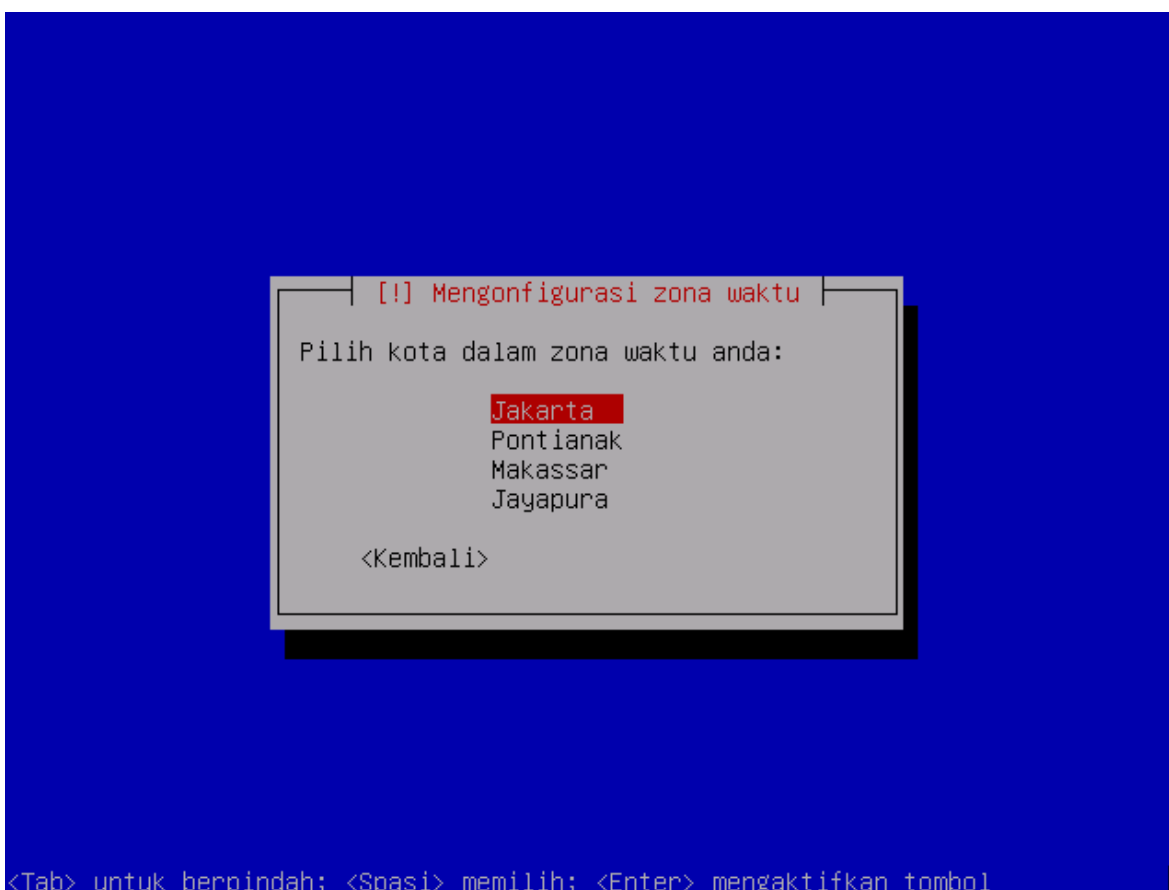 [!] Mengonfigurasi zona waktu
Pilih kota dalam zona waktu anda:
Jakarta
Pontianak
Makassar
Jayapura
<Kembali>
<Tab> untuk berpindah; <Spasi> memilih; <Enter> mengaktifkan tombol